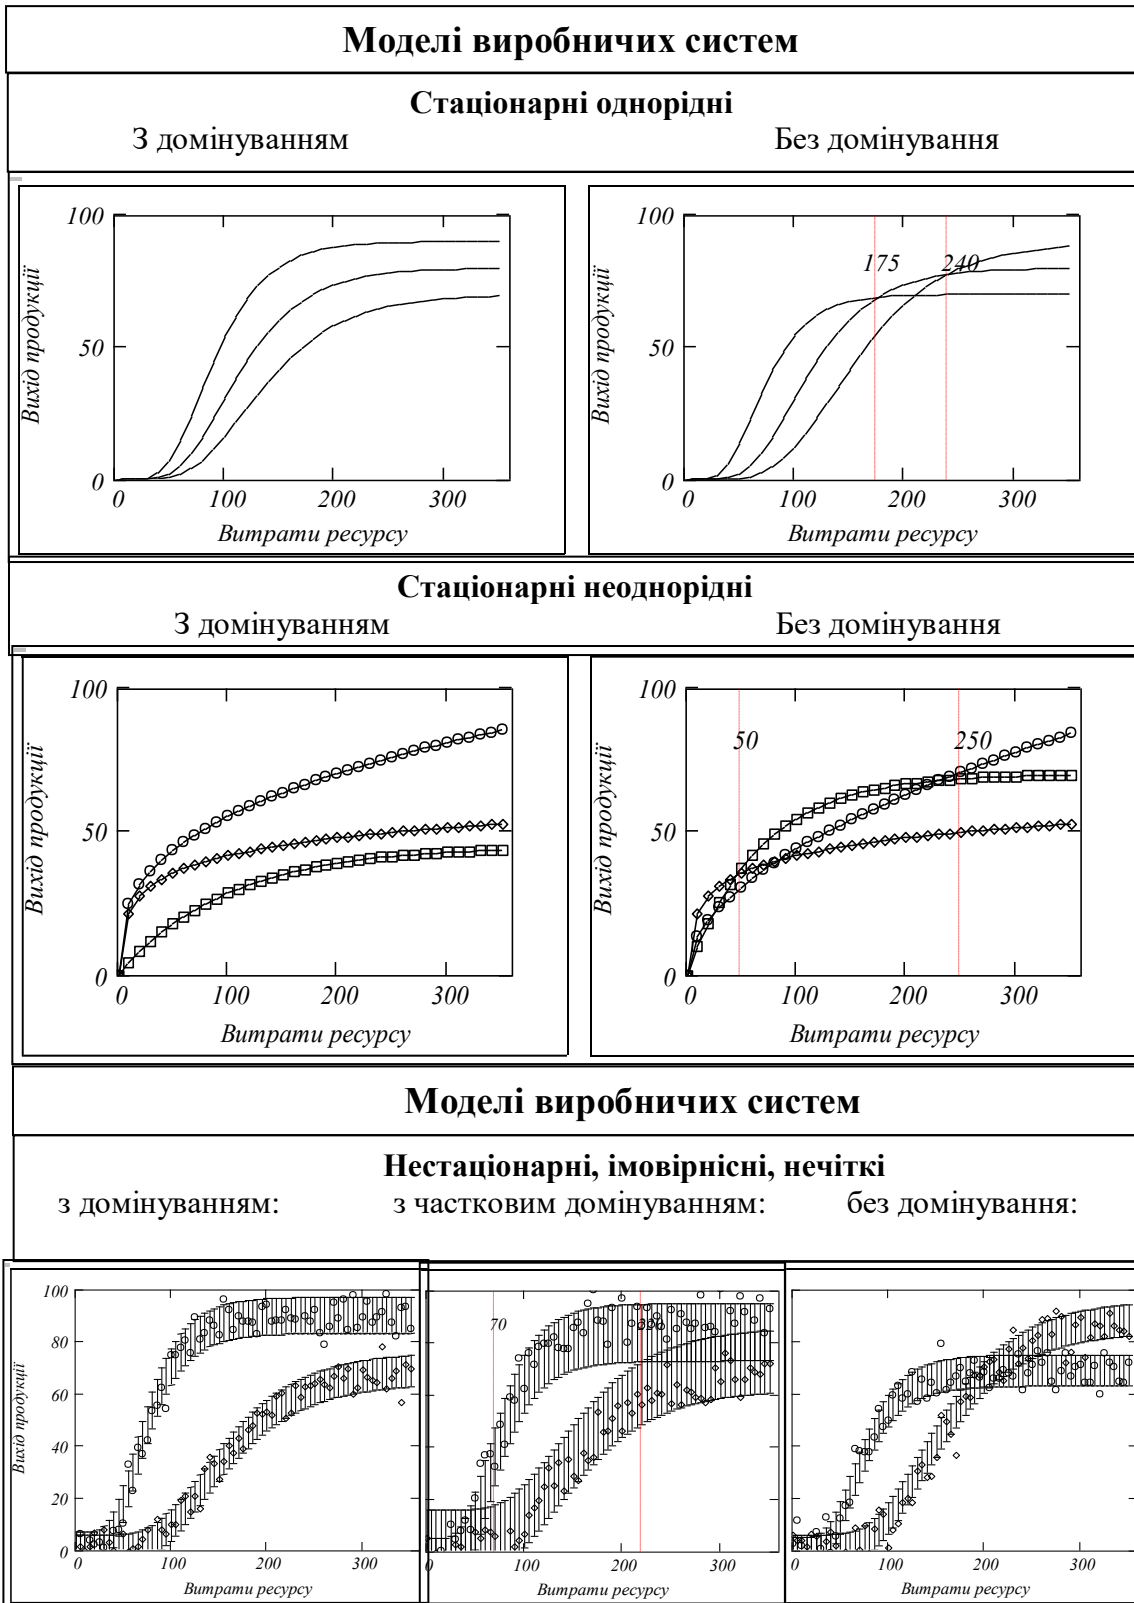 Моделі виробничих систем
Стаціонарні однорідні
З домінуванням Без домінування
100
50
0
0 100 200 300
Вихід продукції
Витрати ресурсу
100
50
0
0 100 200 300
175 240
Вихід продукції
Витрати ресурсу
Стаціонарні неоднорідні
З домінуванням Без домінування
100
50
0
0 100 200 300
Вихід продукції
Витрати ресурсу
100
50
0
0 100 200 300
50 250
Вихід продукції
Витрати ресурсу
Моделі виробничих систем
Нестаціонарні, імовірнісні, нечіткі
з домінуванням: з частковим домінуванням: без домінування:
100
80
60
40
20
0
0 100 200 300
Вихід продукції
Витрати ресурсу
70
0 100 200 300
Витрати ресурсу
0 100 200 300
Витрати ресурсу